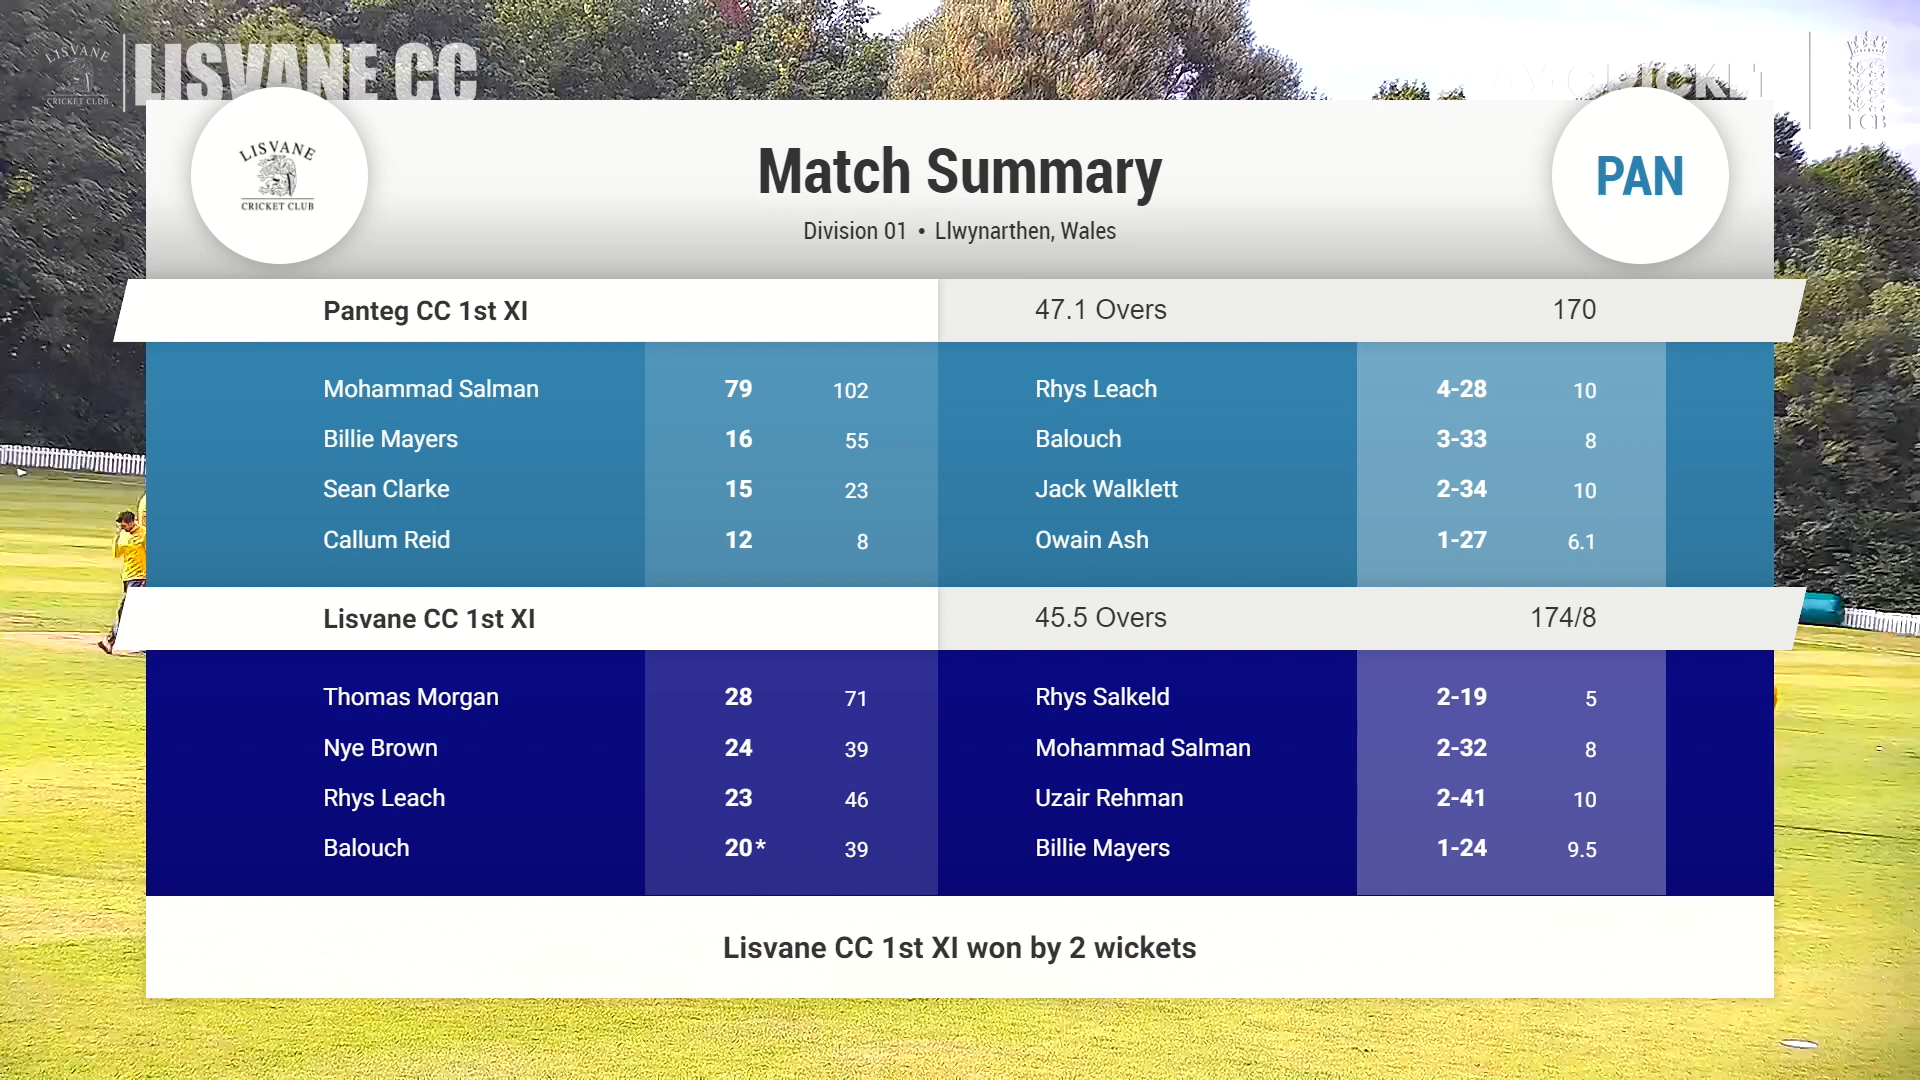 LISVANE
CRICKET CLUB
LISVANE CC
LISVANE
CRICKET CLUB
Match Summary
Division 01 • Llwynarthen, Wales
PAN
Panteg CC 1st XI 47.1 Overs 170
Mohammad Salman 79 102 Rhys Leach 4-28 10
Billie Mayers 16 55 Balouch 3-33 8
Sean Clarke 15 23 Jack Walklett 2-34 10
Callum Reid 12 8 Owain Ash 1-27 6.1
Lisvane CC 1st XI 45.5 Overs 174/8
Thomas Morgan 28 71 Rhys Salkeld 2-19 5
Nye Brown 24 39 Mohammad Salman 2-32 8
Rhys Leach 23 46 Uzair Rehman 2-41 10
Balouch 20* 39 Billie Mayers 1-24 9.5
Lisvane CC 1st XI won by 2 wickets